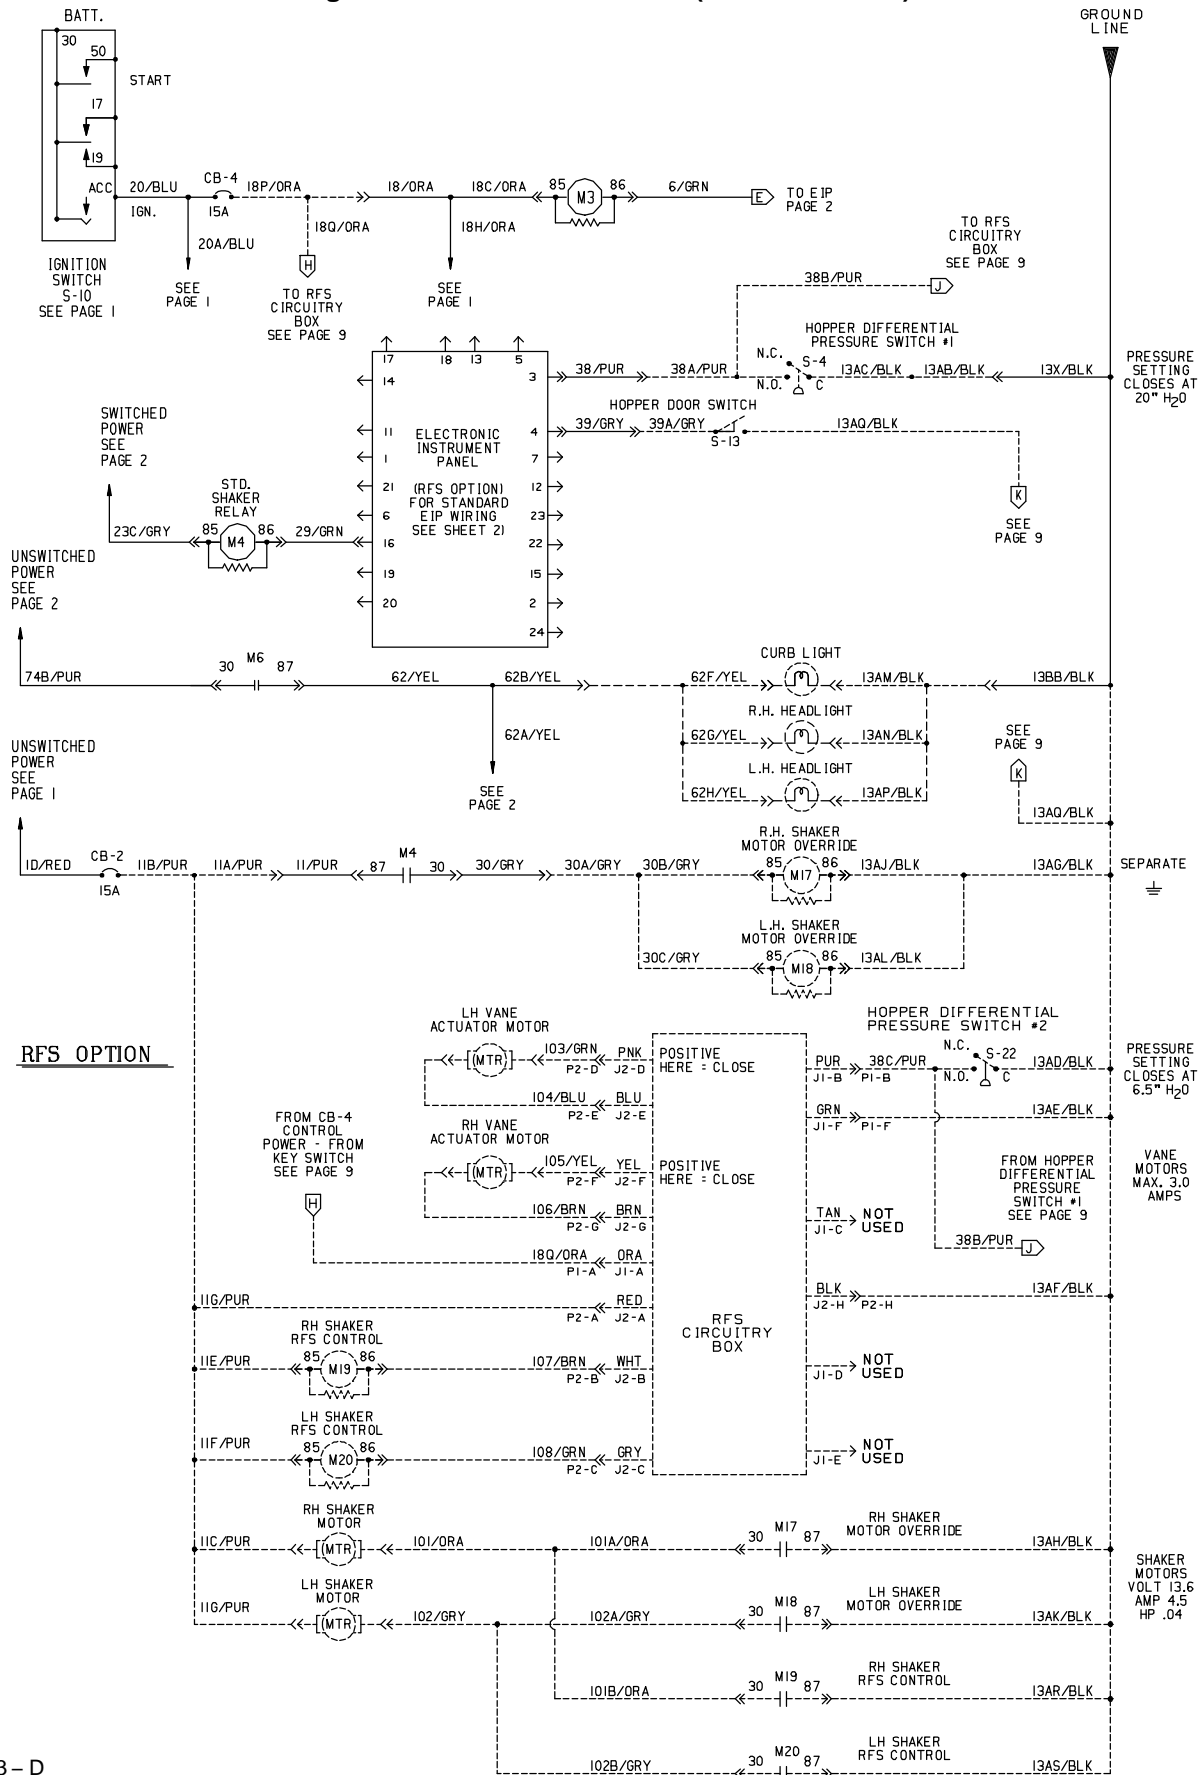 BATT.
30
50
START
17
19
ACC
20/BLU
IGN.
CB-4
15A
18P/ORA
18/ORA
18C/ORA
85
M3
86
6/GRN
E
TO EIP
PAGE 2
GROUND
LINE
20A/BLU
18Q/ORA
18H/ORA
IGNITION
SWITCH
S-10
SEE PAGE 1
SEE
PAGE 1
H
TO RFS
CIRCUITRY
BOX
SEE PAGE 9
SEE
PAGE 1
TO RFS
CIRCUITRY
BOX
SEE PAGE 9
38B/PUR
J
HOPPER DIFFERENTIAL
PRESSURE SWITCH #1
17
18
13
5
14
3
38/PUR
38A/PUR
N.C.
N.O.
S-4
C
13AC/BLK
13AB/BLK
13X/BLK
PRESSURE
SETTING
CLOSES AT
20" H2O
HOPPER DOOR SWITCH
11
4
39/GRY
39A/GRY
S-13
13AQ/BLK
K
SEE
PAGE 9
ELECTRONIC
INSTRUMENT
PANEL
(RFS OPTION)
FOR STANDARD
EIP WIRING
SEE SHEET 2)
1
7
21
12
6
23
16
22
19
15
20
2
24
SWITCHED
POWER
SEE
PAGE 2
STD.
SHAKER
RELAY
23C/GRY
85
M4
86
29/GRN
UNSWITCHED
POWER
SEE
PAGE 2
74B/PUR
30
M6
87
62/YEL
62B/YEL
62A/YEL
SEE
PAGE 2
CURB LIGHT
62F/YEL
13AM/BLK
13BB/BLK
R.H. HEADLIGHT
62G/YEL
13AN/BLK
L.H. HEADLIGHT
62H/YEL
13AP/BLK
SEE
PAGE 9
K
13AQ/BLK
UNSWITCHED
POWER
SEE
PAGE 1
1D/RED
CB-2
15A
11B/PUR
11A/PUR
11/PUR
87
M4
30
30/GRY
30A/GRY
30B/GRY
R.H. SHAKER
MOTOR OVERRIDE
85
M17
86
13AJ/BLK
13AG/BLK
SEPARATE
L.H. SHAKER
MOTOR OVERRIDE
30C/GRY
85
M18
86
13AL/BLK
RFS OPTION
LH VANE
ACTUATOR MOTOR
(MTR)
103/GRN
P2-D
PNK
J2-D
POSITIVE
HERE = CLOSE
104/BLU
P2-E
BLU
J2-E
RH VANE
ACTUATOR MOTOR
(MTR)
105/YEL
P2-F
YEL
J2-F
POSITIVE
HERE = CLOSE
106/BRN
P2-G
BRN
J2-G
FROM CB-4
CONTROL
POWER - FROM
KEY SWITCH
SEE PAGE 9
H
18Q/ORA
P1-A
ORA
J1-A
HOPPER DIFFERENTIAL
PRESSURE SWITCH #2
PUR
J1-B
38C/PUR
P1-B
N.C.
N.O.
S-22
C
13AD/BLK
PRESSURE
SETTING
CLOSES AT
6.5" H2O
GRN
J1-F
P1-F
13AE/BLK
FROM HOPPER
DIFFERENTIAL
PRESSURE
SWITCH #1
SEE PAGE 9
VANE
MOTORS
MAX. 3.0
AMPS
TAN
J1-C
NOT
USED
38B/PUR
J
11G/PUR
RED
P2-A
J2-A
BLK
J2-H
P2-H
13AF/BLK
RFS
CIRCUITRY
BOX
RH SHAKER
RFS CONTROL
11E/PUR
85
M19
86
107/BRN
P2-B
WHT
J2-B
J1-D
NOT
USED
LH SHAKER
RFS CONTROL
11F/PUR
85
M20
86
108/GRN
P2-C
GRY
J2-C
J1-E
NOT
USED
RH SHAKER
MOTOR
11C/PUR
(MTR)
101/ORA
101A/ORA
30
M17
87
RH SHAKER
MOTOR OVERRIDE
13AH/BLK
LH SHAKER
MOTOR
11G/PUR
(MTR)
102/GRY
102A/GRY
30
M18
87
LH SHAKER
MOTOR OVERRIDE
13AK/BLK
SHAKER
MOTORS
VOLT 13.6
AMP 4.5
HP .04
101B/ORA
30
M19
87
RH SHAKER
RFS CONTROL
13AR/BLK
102B/GRY
30
M20
87
LH SHAKER
RFS CONTROL
13AS/BLK
– D